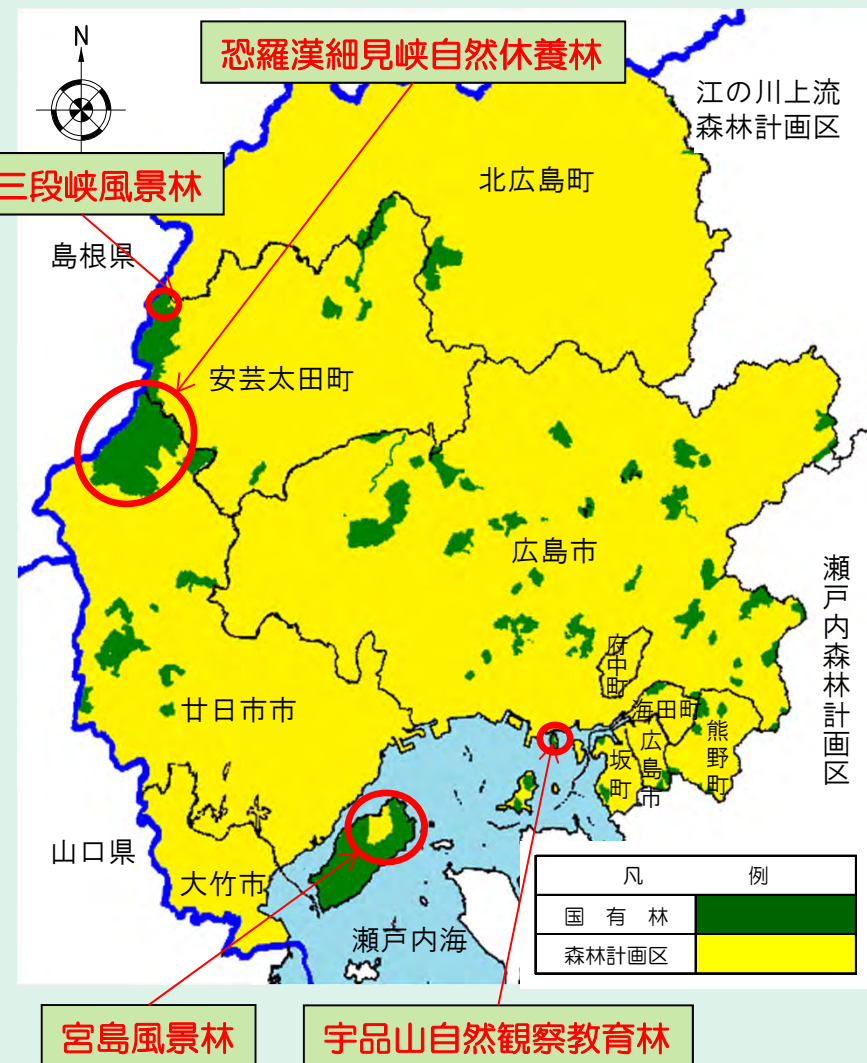 N
恐羅漢細見峡自然休養林
江の川上流
森林計画区
三段峡風景林
北広島町
島根県
安芸太田町
広島市
瀬戸内森林計画区
府中町
海田町
廿日市市
熊野町
広島市
坂町
山口県
大竹市
瀬戸内海
凡 例
国 有 林
森林計画区
宮島風景林
宇品山自然観察教育林